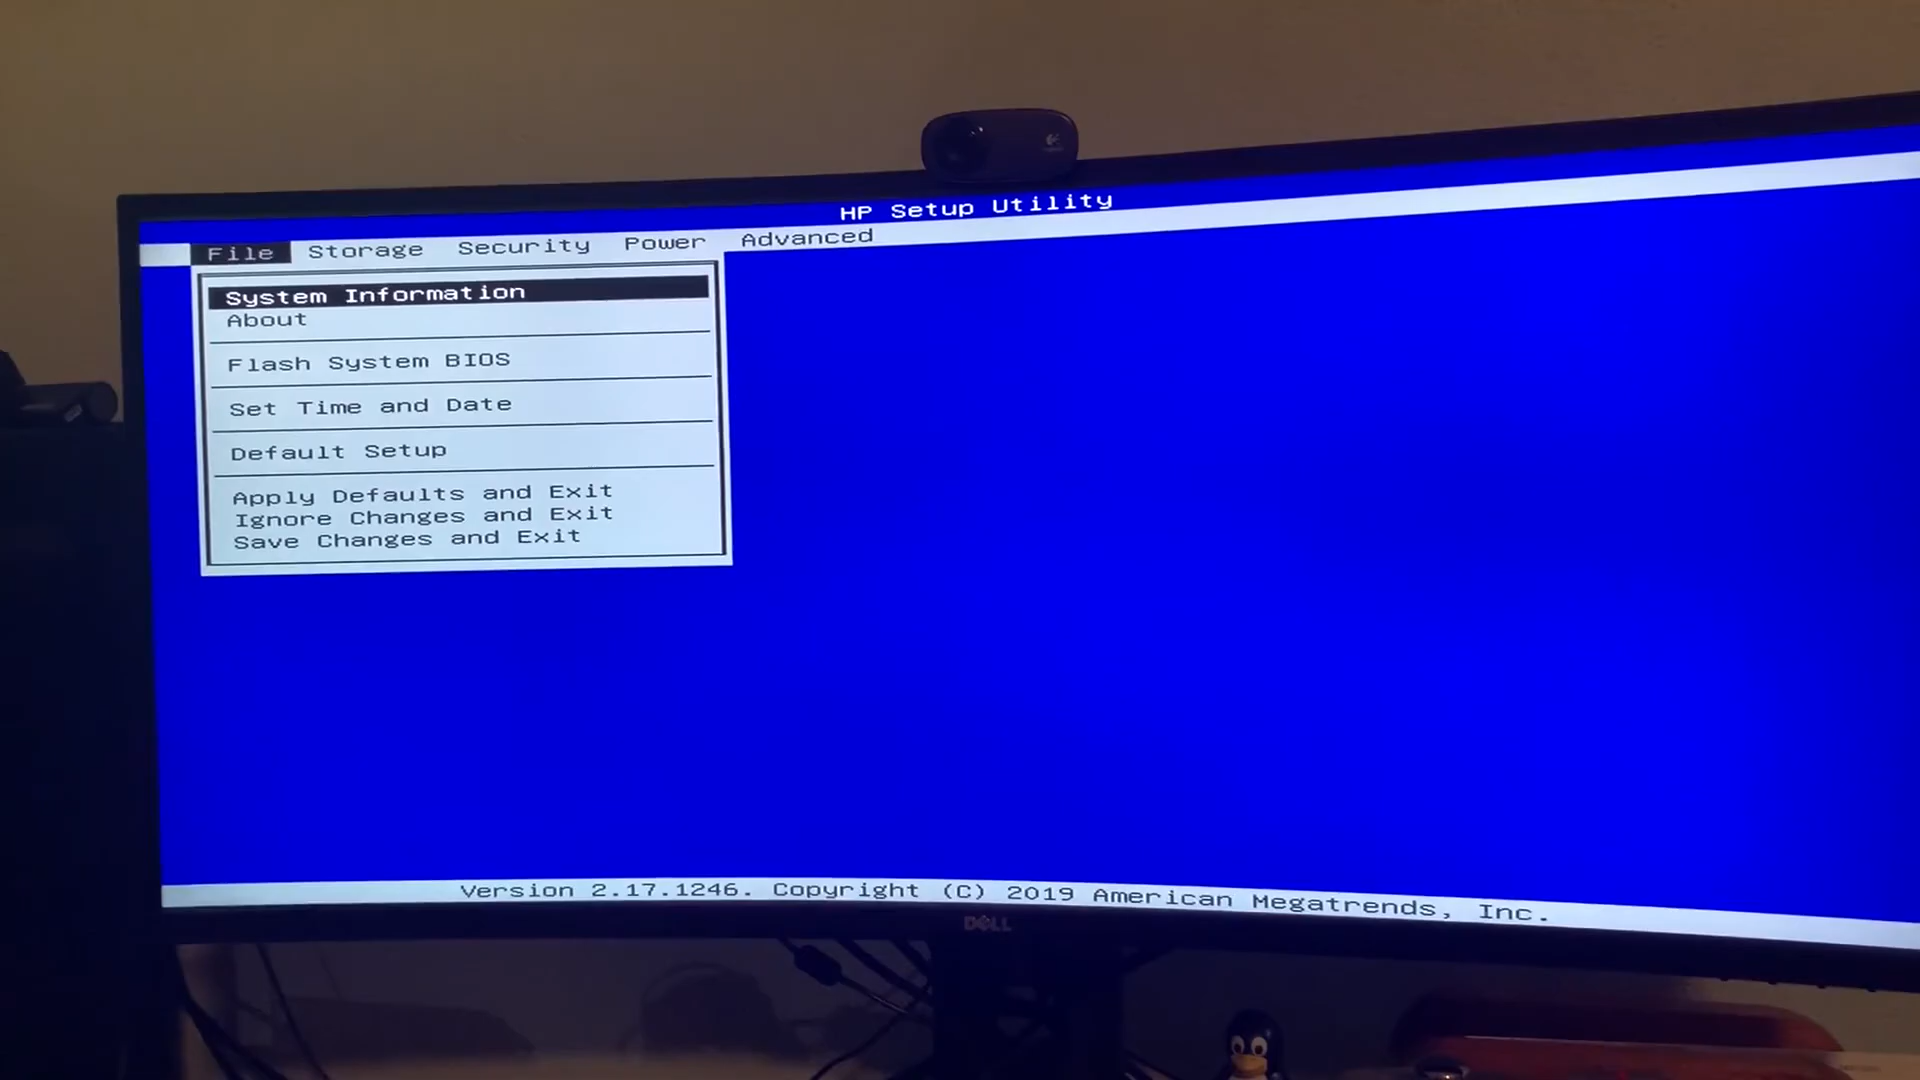 HP Setup Utility
File Storage Security Power Advanced
System Information
About
Flash System BIOS
Set Time and Date
Default Setup
Apply Defaults and Exit
Ignore Changes and Exit
Save Changes and Exit
Version 2.17.1246. Copyright (C) 2019 American Megatrends, Inc.
DELL